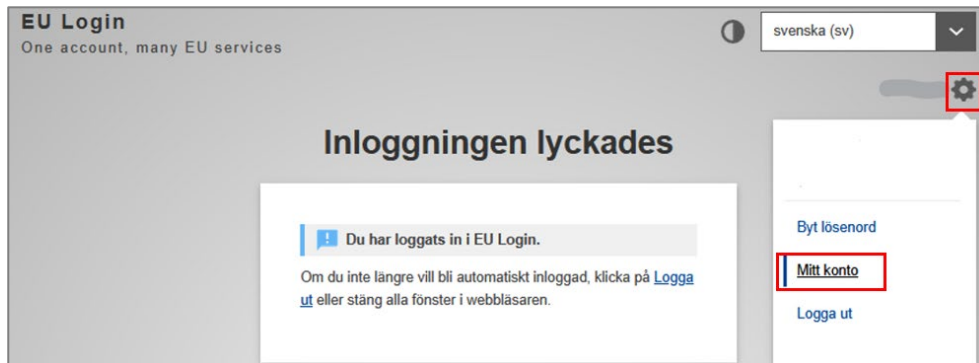 EU Login
One account, many EU services
svenska (sv)
Inloggningen lyckades
Du har loggats in i EU Login.
Om du inte längre vill bli automatiskt inloggad, klicka på Logga
ut eller stäng alla fönster i webbläsaren.
Byt lösenord
Mitt konto
Logga ut